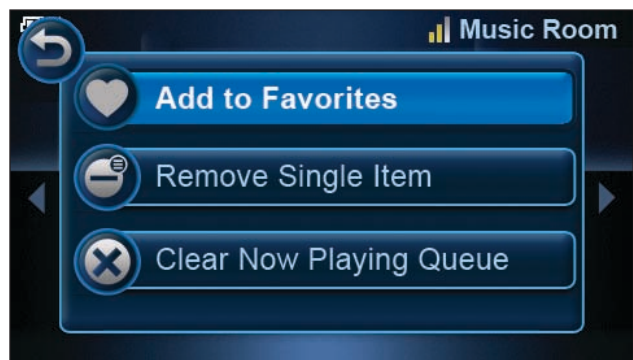 Music Room
Add to Favorites
Remove Single Item
Clear Now Playing Queue